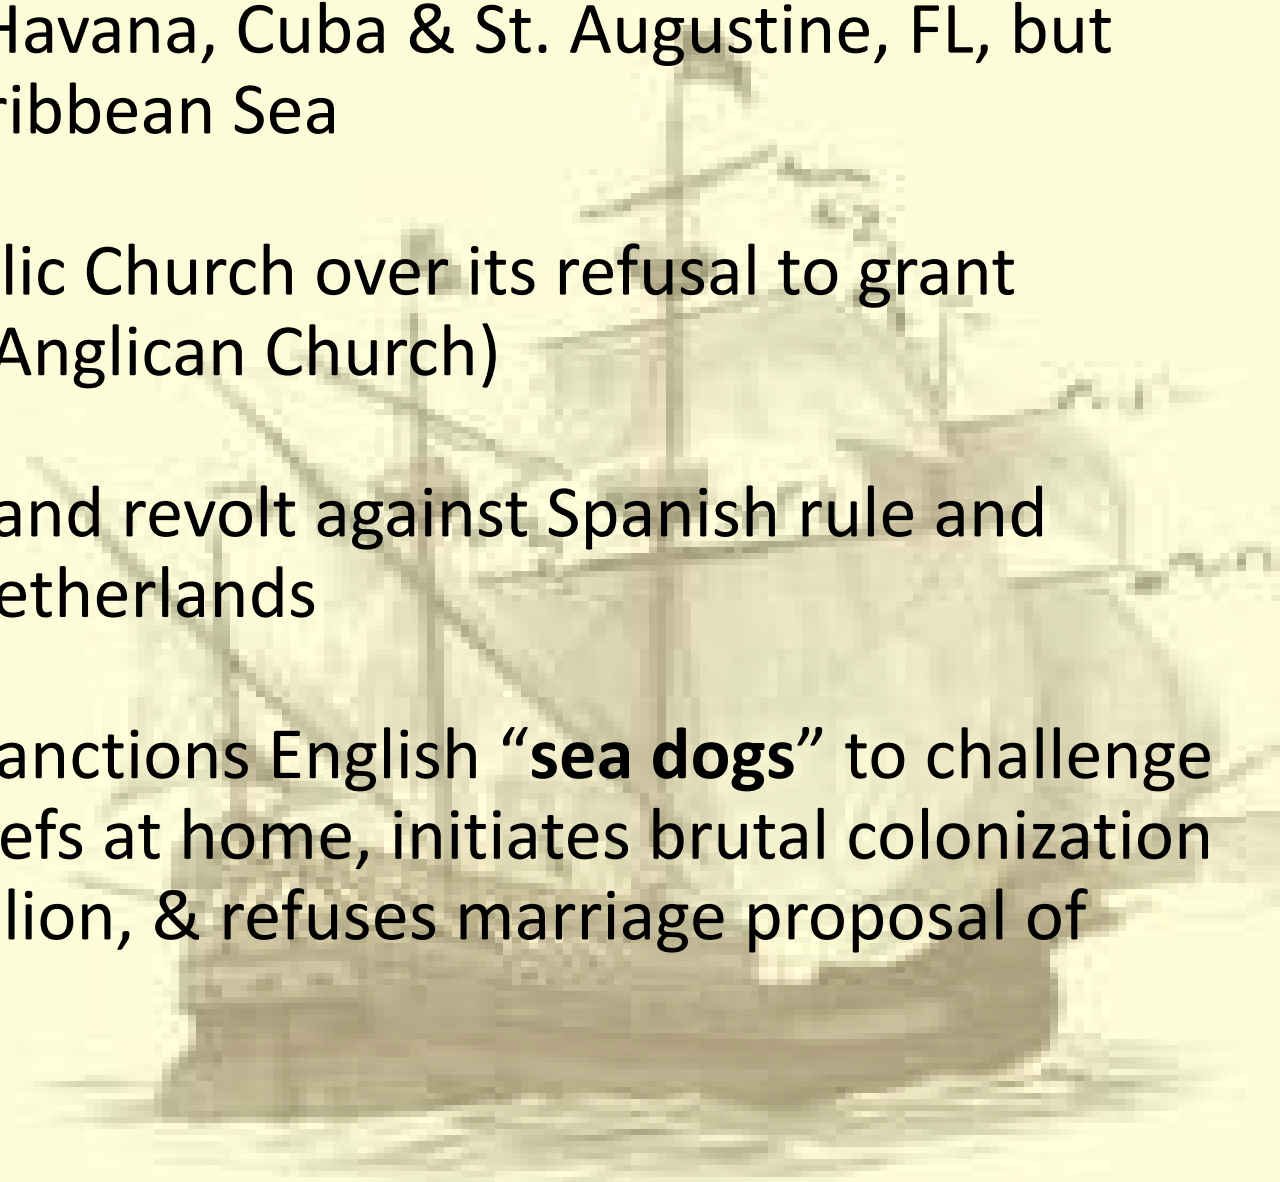 Havana, Cuba & St. Augustine, FL, but
ribbean Sea
lic Church over its refusal to grant
Anglican Church)
and revolt against Spanish rule and
etherlands
anctions English “sea dogs” to challenge
efs at home, initiates brutal colonization
lion, & refuses marriage proposal of